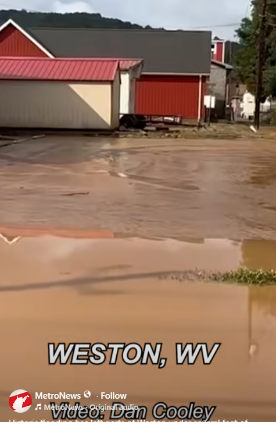 WESTON, WV
MetroNews · Follow
MetroNews · Original audio
Video: Dan Cooley